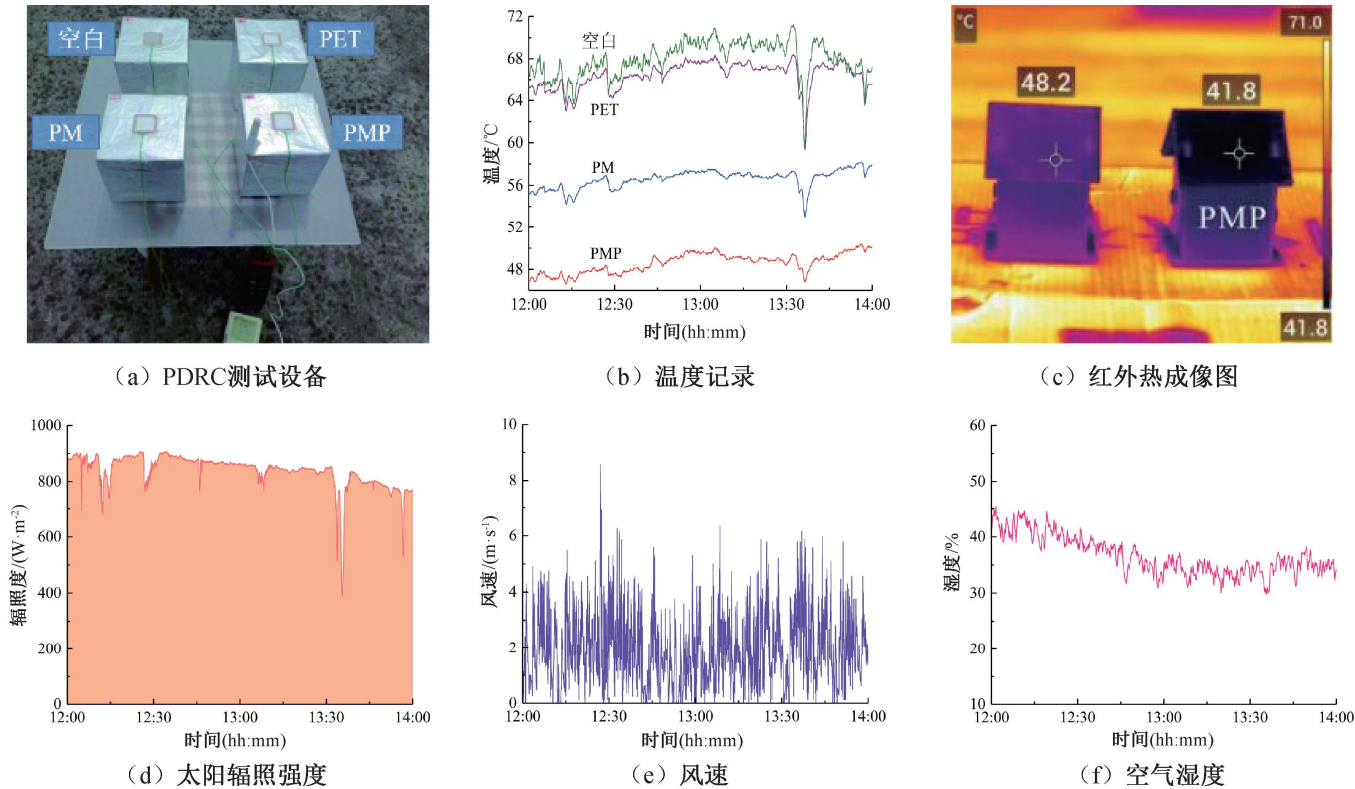 空白
PET
PM
PMP
(a) PDRC测试设备
72
68
64
60
56
52
48
温度/℃
空白
PET
PM
PMP
12:00 12:30 13:00 13:30 14:00
时间(hh:mm)
(b) 温度记录
°C
71.0
48.2
41.8
PMP
41.8
(c) 红外热成像图
1000
800
600
400
200
0
辐照度/(W·m⁻²)
12:00 12:30 13:00 13:30 14:00
时间(hh:mm)
(d) 太阳辐照强度
10
8
6
4
2
0
风速/(m·s⁻¹)
12:00 12:30 13:00 13:30 14:00
时间(hh:mm)
(e) 风速
60
50
40
30
20
10
湿度/%
12:00 12:30 13:00 13:30 14:00
时间(hh:mm)
(f) 空气湿度